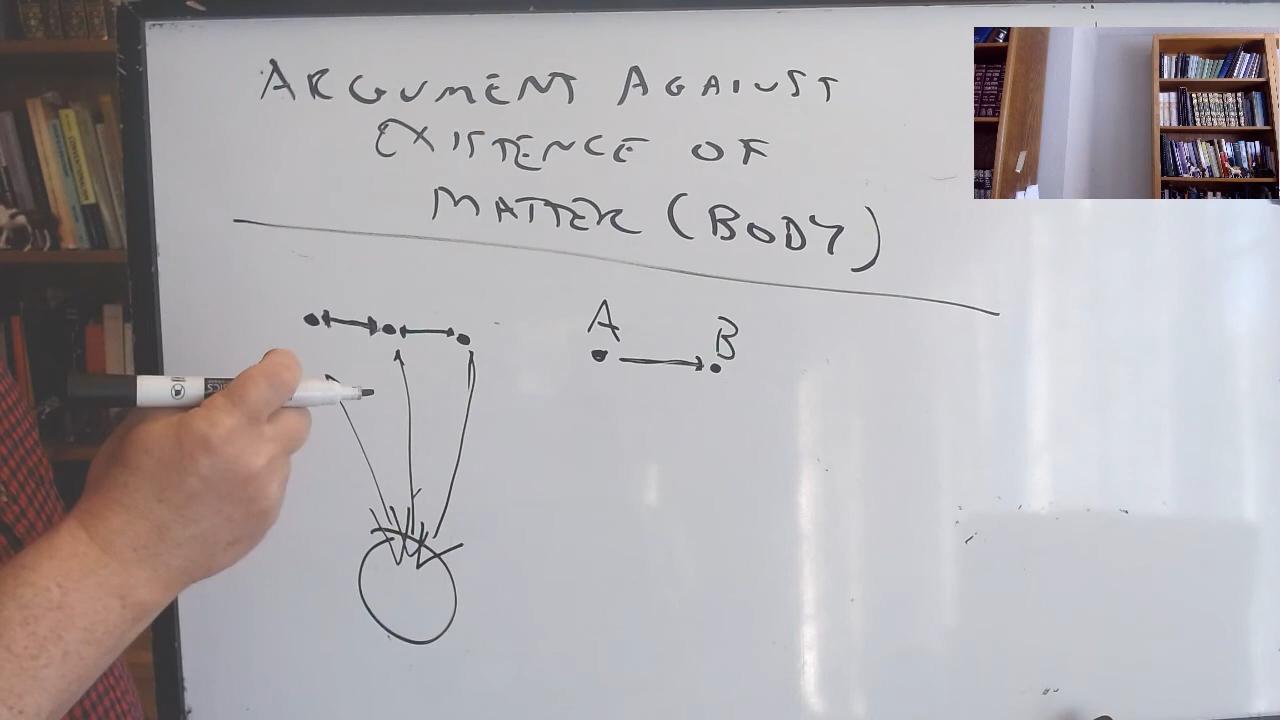 ARGUMENT AGAINST
EXISTENCE OF
MATTER (BODY)
A
B